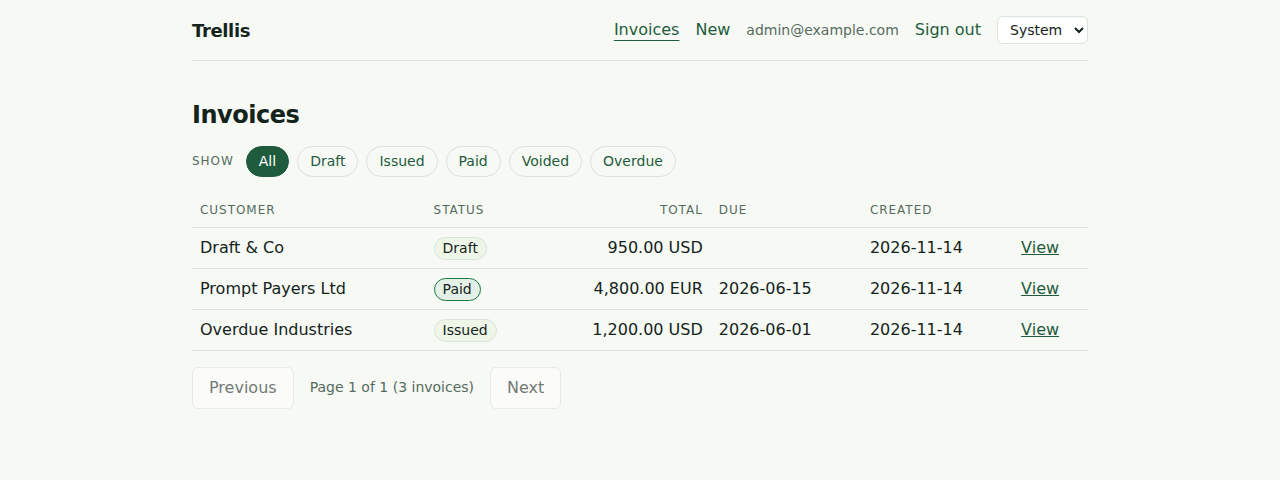 Trellis Invoices New admin@example.com Sign out System
Invoices
SHOW All Draft Issued Paid Voided Overdue
CUSTOMER STATUS TOTAL DUE CREATED
Draft & Co Draft 950.00 USD 2026-11-14 View
Prompt Payers Ltd Paid 4,800.00 EUR 2026-06-15 2026-11-14 View
Overdue Industries Issued 1,200.00 USD 2026-06-01 2026-11-14 View
Previous Page 1 of 1 (3 invoices) Next